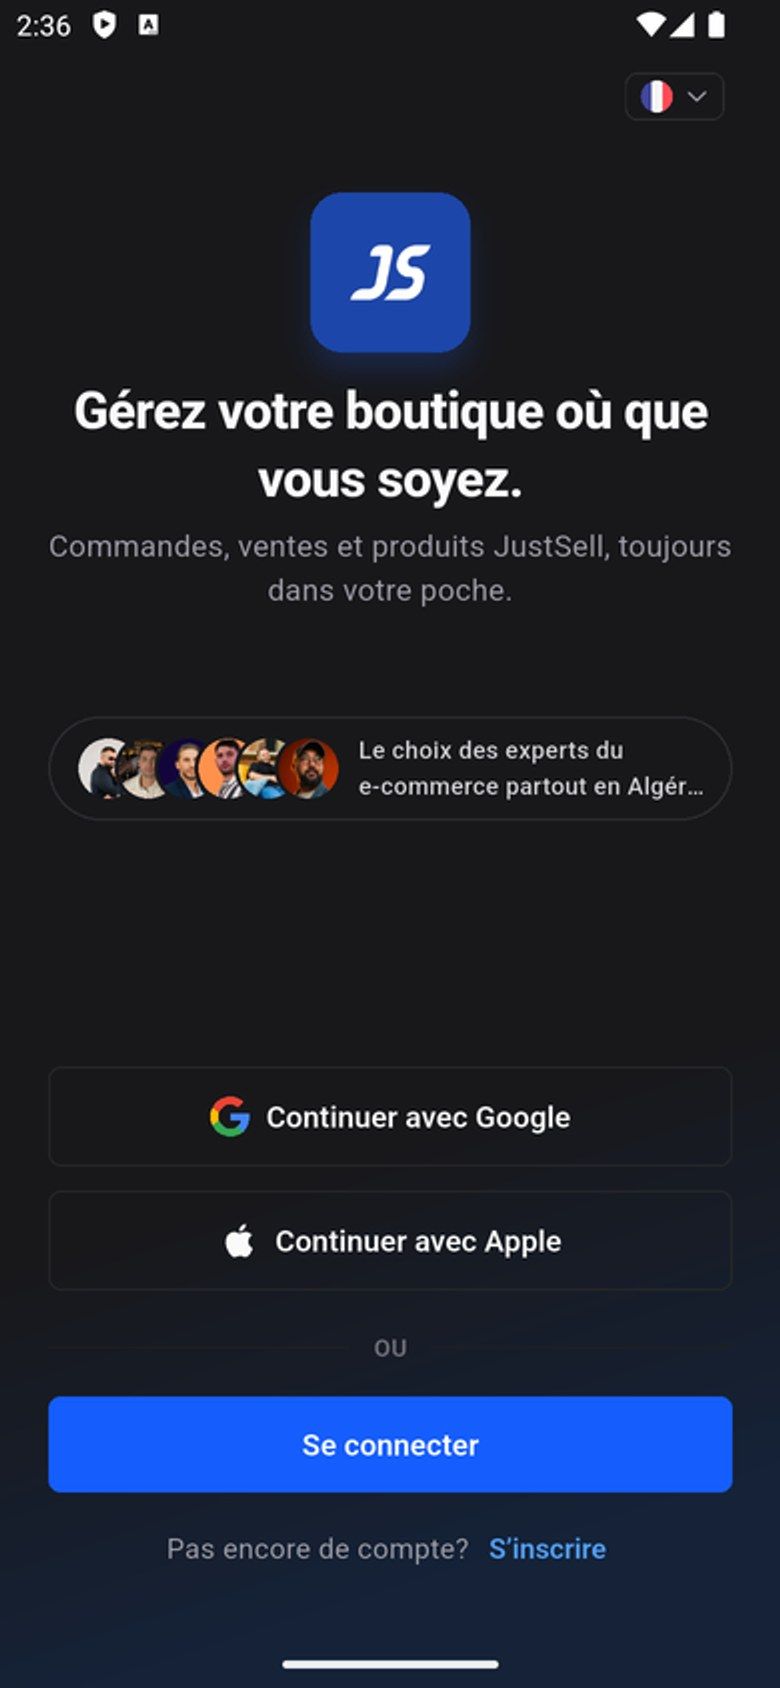 2:36
JS
Gérez votre boutique où que
vous soyez.
Commandes, ventes et produits JustSell, toujours
dans votre poche.
Le choix des experts du
e-commerce partout en Algér...
Continuer avec Google
Continuer avec Apple
OU
Se connecter
Pas encore de compte? S’inscrire